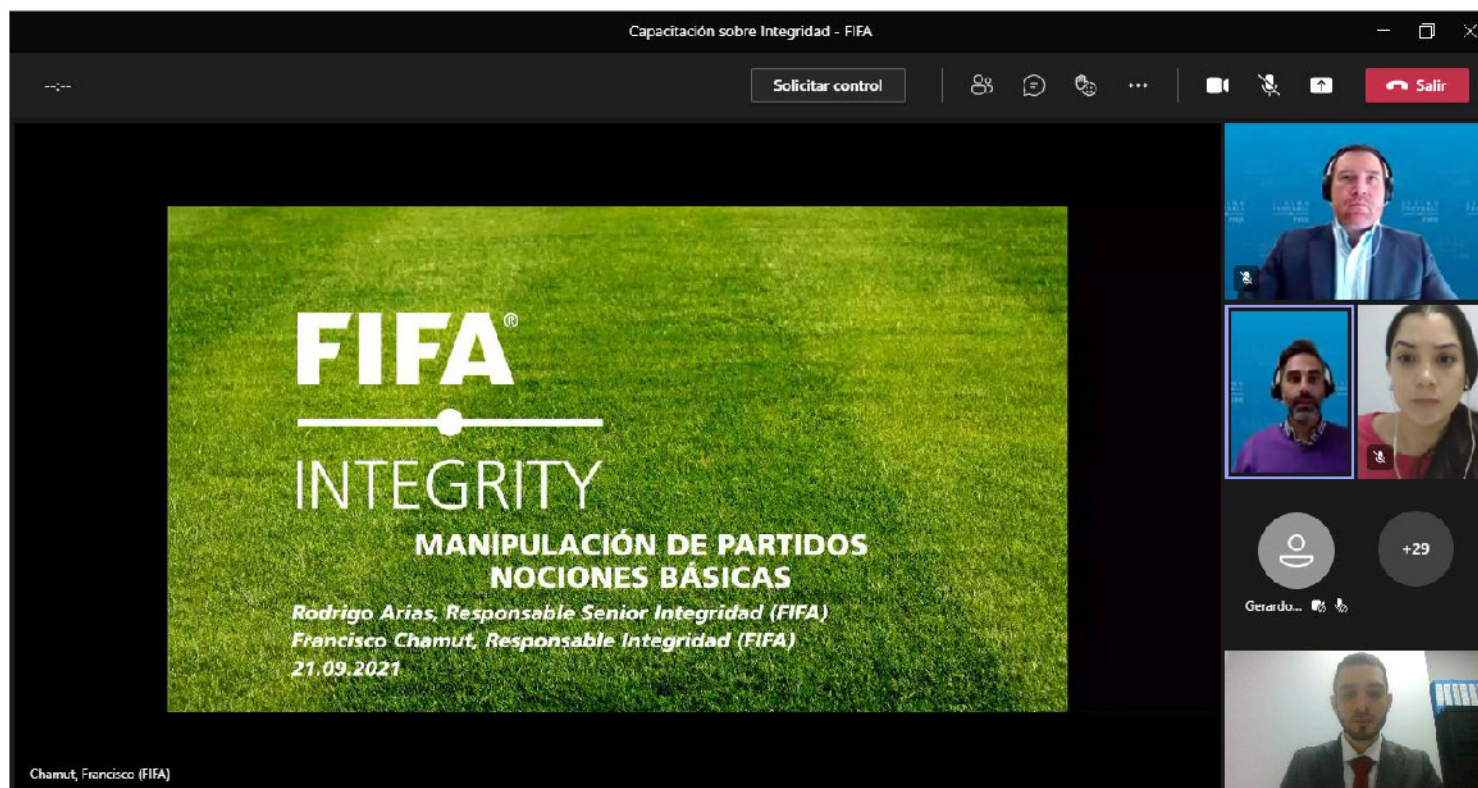 Capacitación sobre Integridad - FIFA
--:--
Solicitar control
Salir
FIFA®
INTEGRITY
MANIPULACIÓN DE PARTIDOS
NOCIONES BÁSICAS
Rodrigo Arias, Responsable Senior Integridad (FIFA)
Francisco Chamut, Responsable Integridad (FIFA)
21.09.2021
+29
Gerardo...
Chamut, Francisco (FIFA)